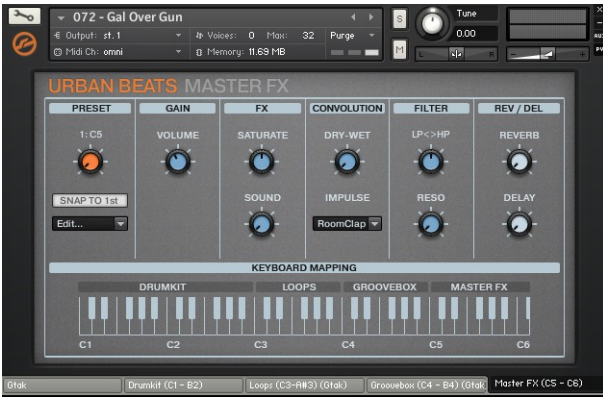 072 - Gal Over Gun
S
Tune
0.00
Output: st.1
Voices: 0 Max: 32 Purge
Midi Ch: omni
Memory: 11.69 MB
M
L R
URBAN BEATS MASTER FX
PRESET GAIN FX CONVOLUTION FILTER REV / DEL
1: C5 VOLUME SATURATE DRY-WET LP<>HP REVERB
SNAP TO 1st SOUND IMPULSE RESO DELAY
Edit... RoomClap
KEYBOARD MAPPING
DRUMKIT LOOPS GROOVEBOX MASTER FX
C1 C2 C3 C4 C5 C6
Gtak Drumkit (C1 - B2) Loops (C3-A#3) (Gtak) Groovebox (C4 - B4) (Gtak) Master FX (C5 - C6)